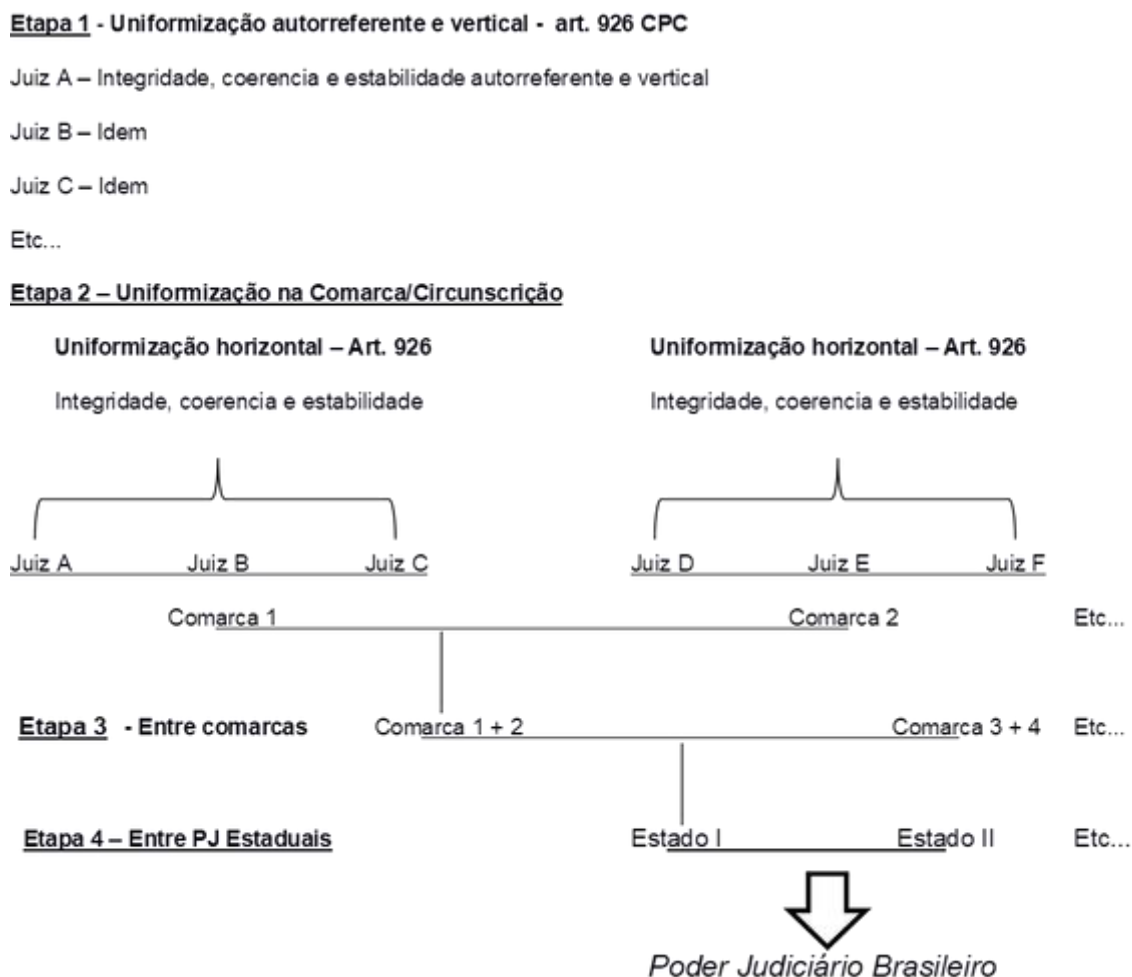 Etapa 1 - Uniformização autorreferente e vertical - art. 926 CPC
Juiz A – Integridade, coerencia e estabilidade autorreferente e vertical
Juiz B – Idem
Juiz C – Idem
Etc...
Etapa 2 – Uniformização na Comarca/Circunscrição
Uniformização horizontal – Art. 926 Uniformização horizontal – Art. 926
Integridade, coerencia e estabilidade Integridade, coerencia e estabilidade
Juiz A Juiz B Juiz C Juiz D Juiz E Juiz F
Comarca 1 Comarca 2 Etc...
Etapa 3 - Entre comarcas Comarca 1 + 2 Comarca 3 + 4 Etc...
Etapa 4 – Entre PJ Estaduais Estado I Estado II Etc...
Poder Judiciário Brasileiro